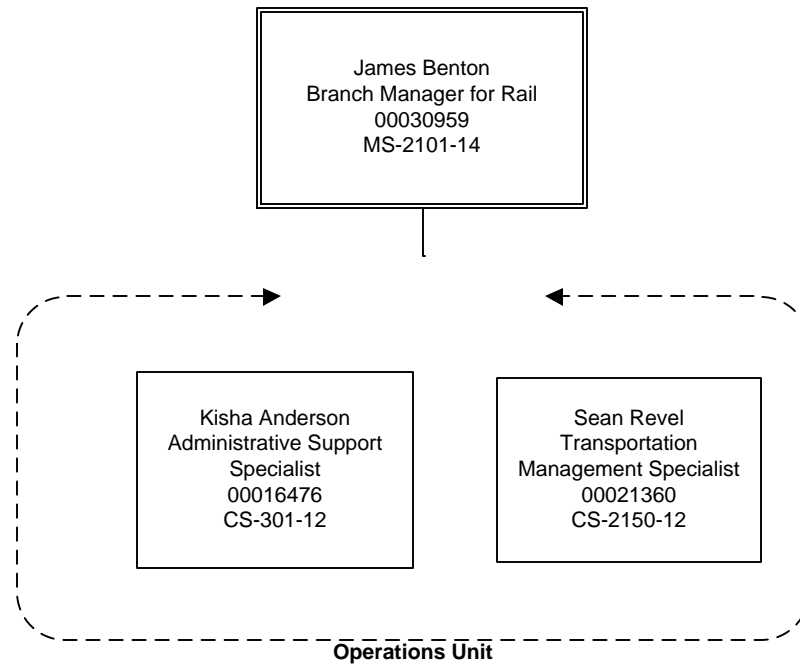 James Benton
Branch Manager for Rail
00030959
MS-2101-14
Kisha Anderson
Administrative Support
Specialist
00016476
CS-301-12
Sean Revel
Transportation
Management Specialist
00021360
CS-2150-12
Operations Unit